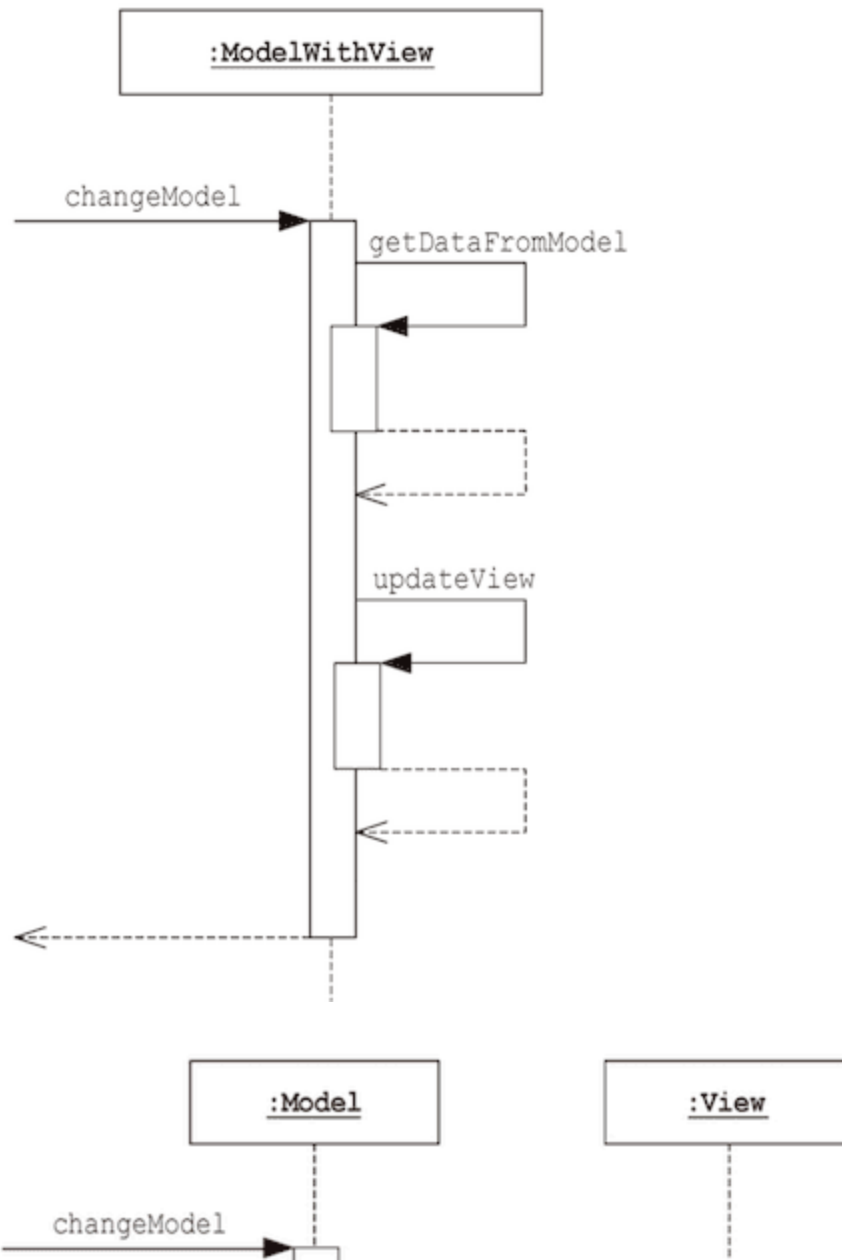 :ModelWithView
changeModel
getDataFromModel
updateView
:Model
:View
changeModel